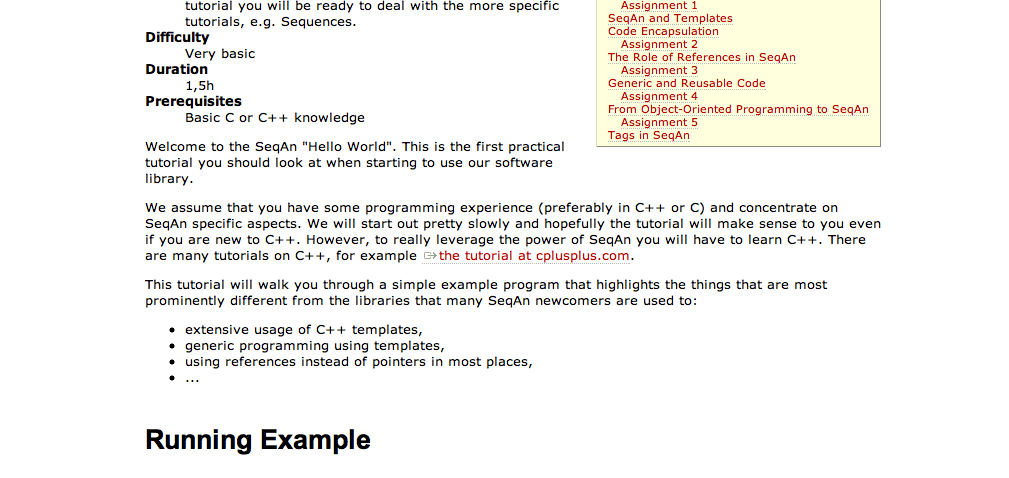 tutorial you will be ready to deal with the more specific
tutorials, e.g. Sequences.
Difficulty
Very basic
Duration
1,5h
Prerequisites
Basic C or C++ knowledge
Assignment 1
SeqAn and Templates
Code Encapsulation
Assignment 2
The Role of References in SeqAn
Assignment 3
Generic and Reusable Code
Assignment 4
From Object-Oriented Programming to SeqAn
Assignment 5
Tags in SeqAn
Welcome to the SeqAn "Hello World". This is the first practical
tutorial you should look at when starting to use our software
library.
We assume that you have some programming experience (preferably in C++ or C) and concentrate on
SeqAn specific aspects. We will start out pretty slowly and hopefully the tutorial will make sense to you even
if you are new to C++. However, to really leverage the power of SeqAn you will have to learn C++. There
are many tutorials on C++, for example the tutorial at cplusplus.com.
This tutorial will walk you through a simple example program that highlights the things that are most
prominently different from the libraries that many SeqAn newcomers are used to:
• extensive usage of C++ templates,
• generic programming using templates,
• using references instead of pointers in most places,
• ...
Running Example